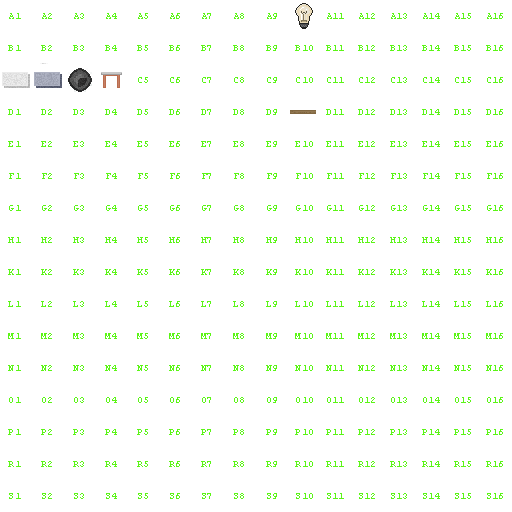 A1 A2 A3 A4 A5 A6 A7 A8 A9 A11 A12 A13 A14 A15 A16
B1 B2 B3 B4 B5 B6 B7 B8 B9 B10 B11 B12 B13 B14 B15 B16
C5 C6 C7 C8 C9 C10 C11 C12 C13 C14 C15 C16
D1 D2 D3 D4 D5 D6 D7 D8 D9 D11 D12 D13 D14 D15 D16
E1 E2 E3 E4 E5 E6 E7 E8 E9 E10 E11 E12 E13 E14 E15 E16
F1 F2 F3 F4 F5 F6 F7 F8 F9 F10 F11 F12 F13 F14 F15 F16
G1 G2 G3 G4 G5 G6 G7 G8 G9 G10 G11 G12 G13 G14 G15 G16
H1 H2 H3 H4 H5 H6 H7 H8 H9 H10 H11 H12 H13 H14 H15 H16
K1 K2 K3 K4 K5 K6 K7 K8 K9 K10 K11 K12 K13 K14 K15 K16
L1 L2 L3 L4 L5 L6 L7 L8 L9 L10 L11 L12 L13 L14 L15 L16
M1 M2 M3 M4 M5 M6 M7 M8 M9 M10 M11 M12 M13 M14 M15 M16
N1 N2 N3 N4 N5 N6 N7 N8 N9 N10 N11 N12 N13 N14 N15 N16
O1 O2 O3 O4 O5 O6 O7 O8 O9 O10 O11 O12 O13 O14 O15 O16
P1 P2 P3 P4 P5 P6 P7 P8 P9 P10 P11 P12 P13 P14 P15 P16
R1 R2 R3 R4 R5 R6 R7 R8 R9 R10 R11 R12 R13 R14 R15 R16
S1 S2 S3 S4 S5 S6 S7 S8 S9 S10 S11 S12 S13 S14 S15 S16